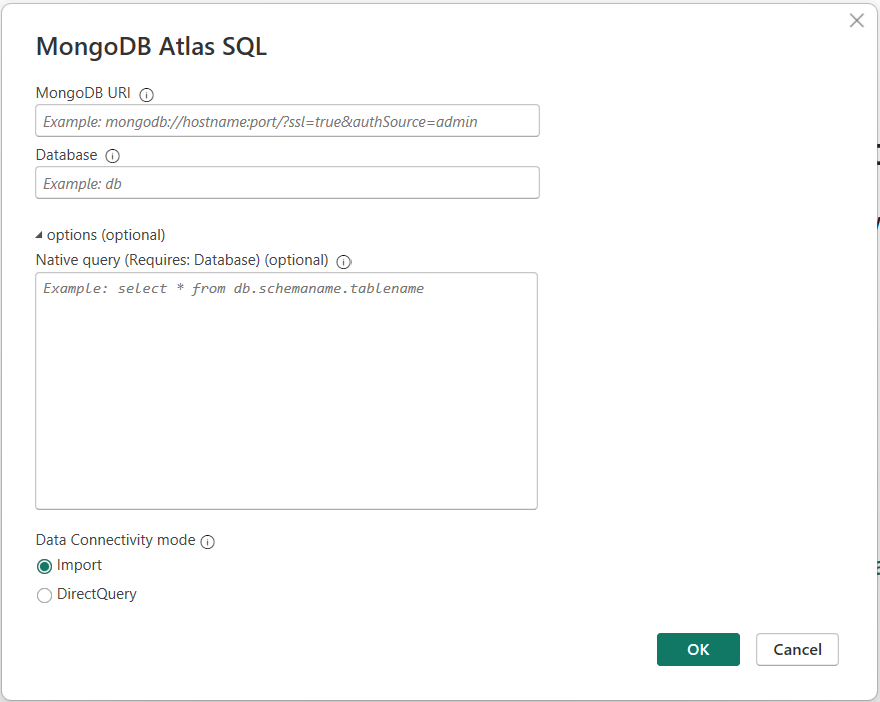 MongoDB Atlas SQL
MongoDB URI
Example: mongodb://hostname:port/?ssl=true&authSource=admin
Database
Example: db
options (optional)
Native query (Requires: Database) (optional)
Example: select * from db.schemaname.tablename
Data Connectivity mode
Import
DirectQuery
OK Cancel